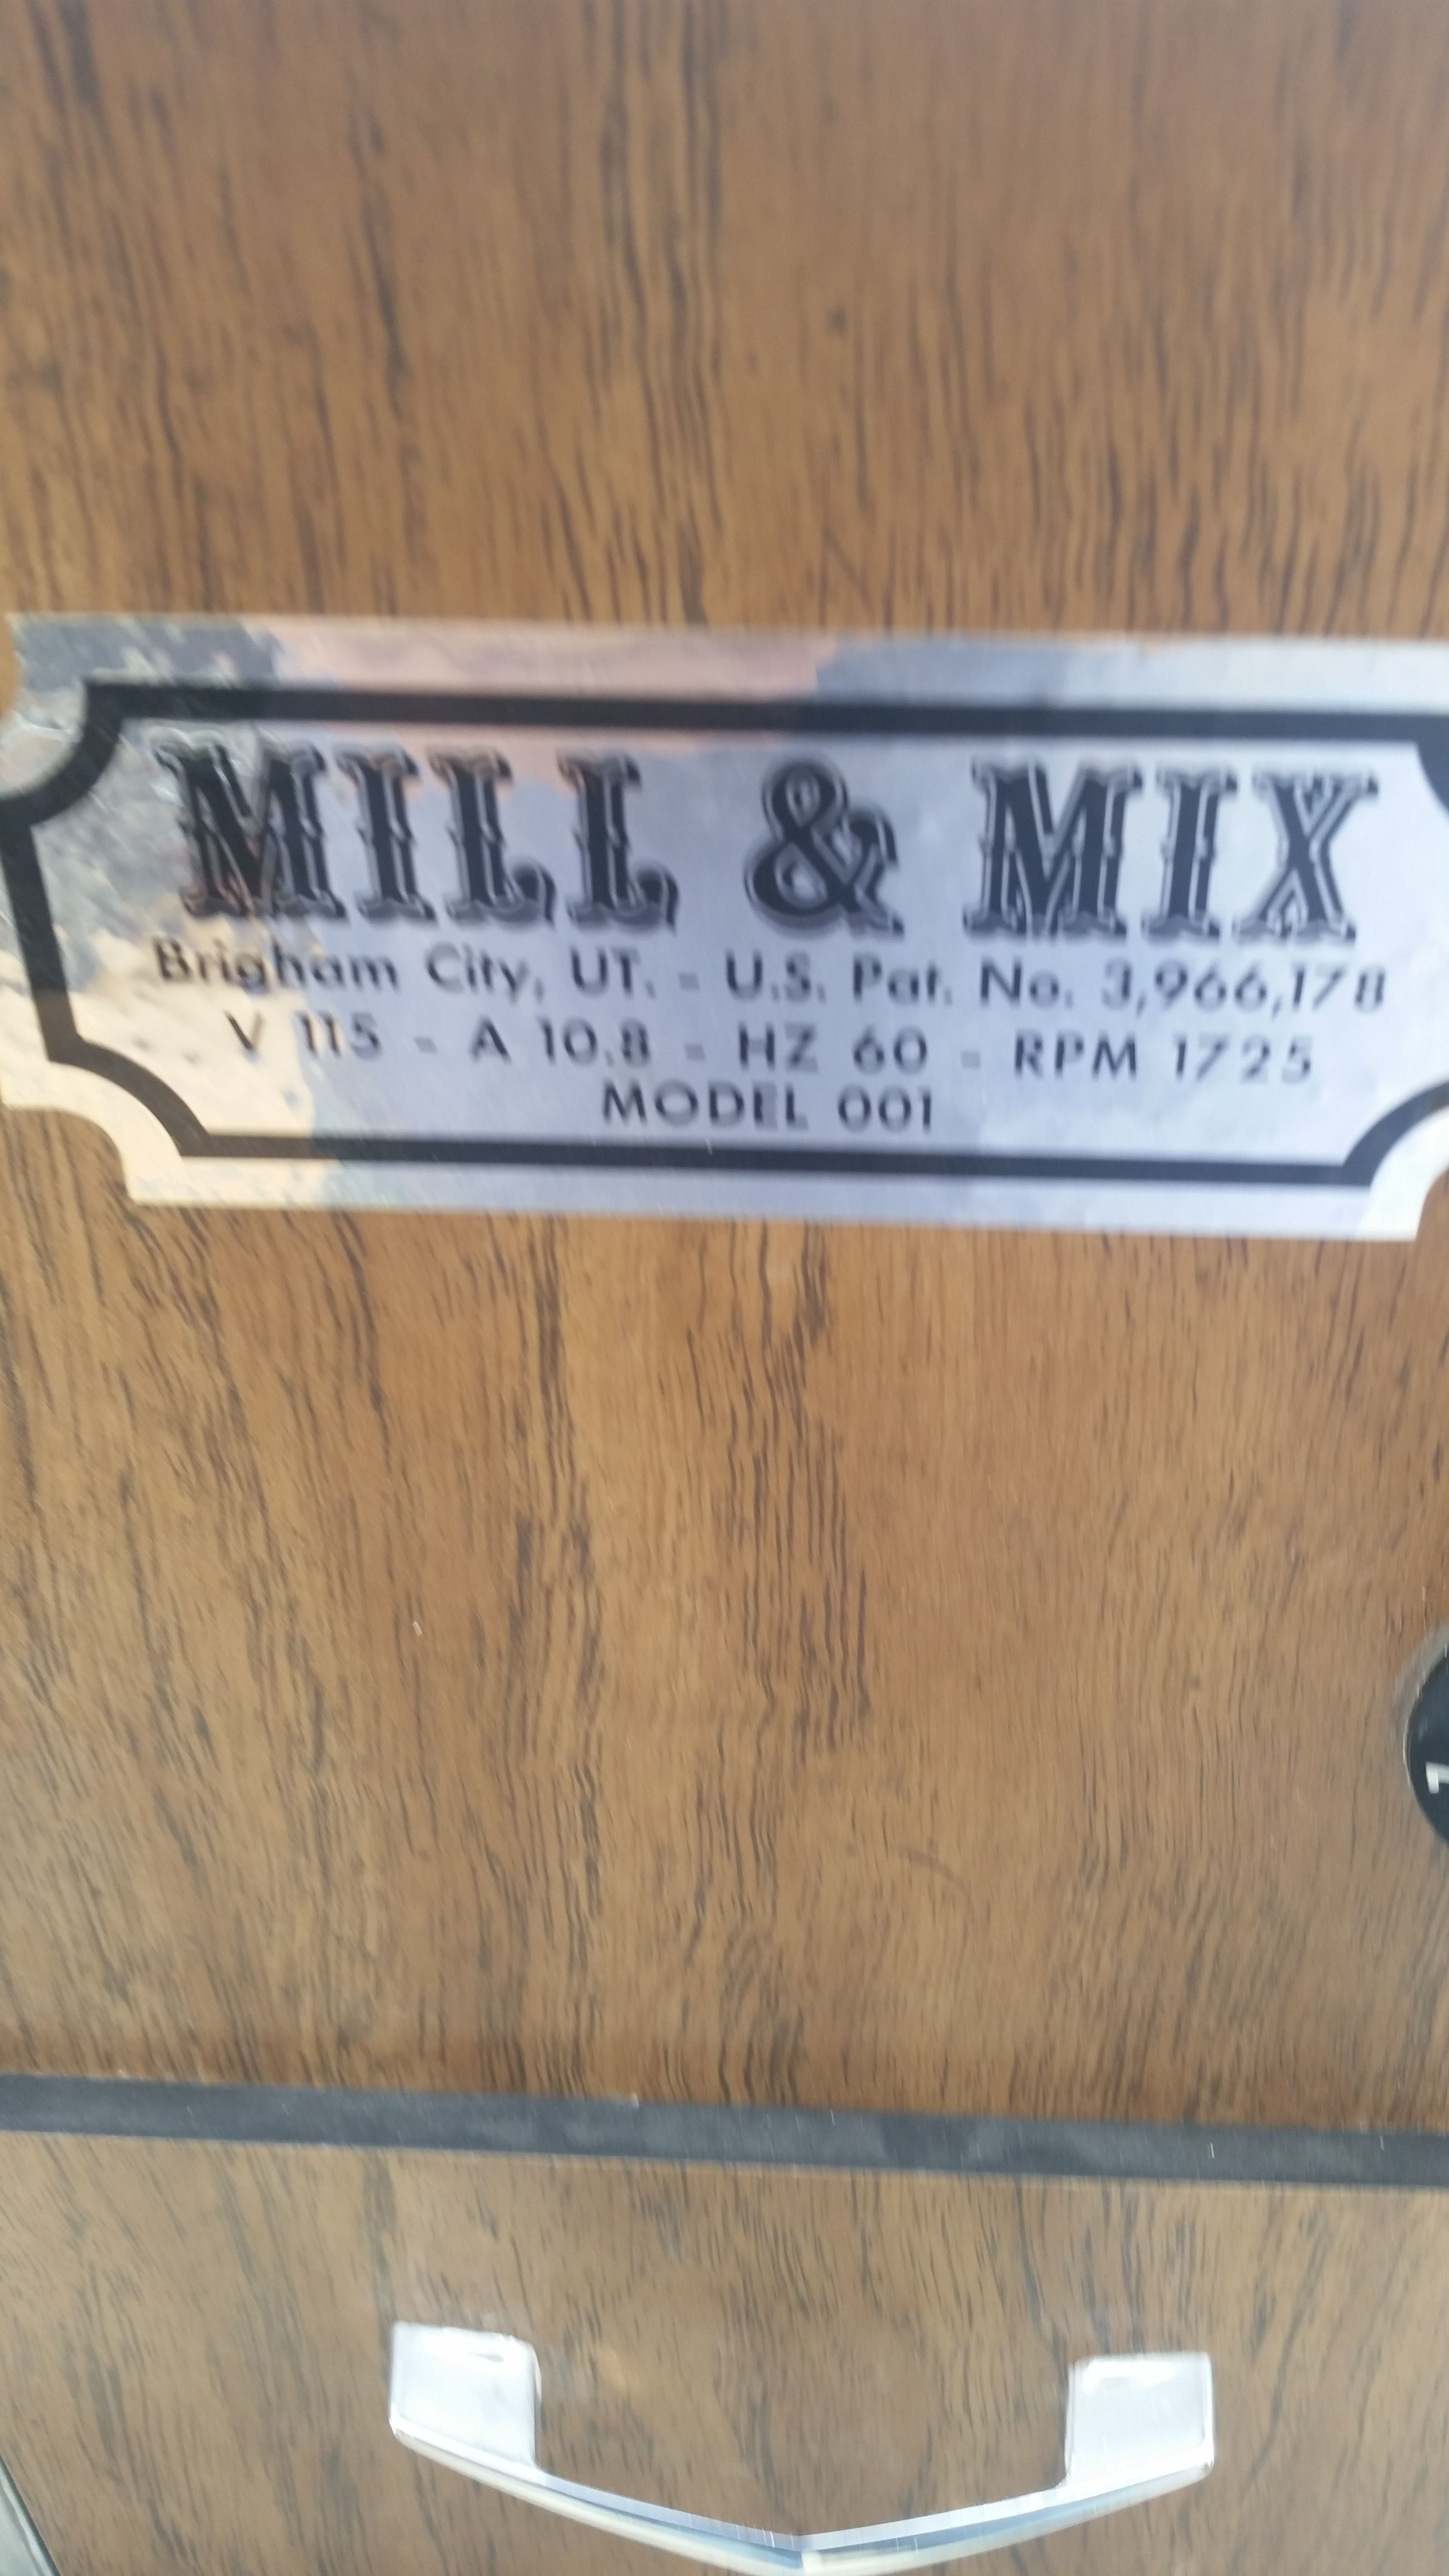 MILL & MIX
Brigham City, UT. - U.S. Pat. No. 3,966,178
V 115 - A 10.8 - HZ 60 - RPM 1725
MODEL 001
1